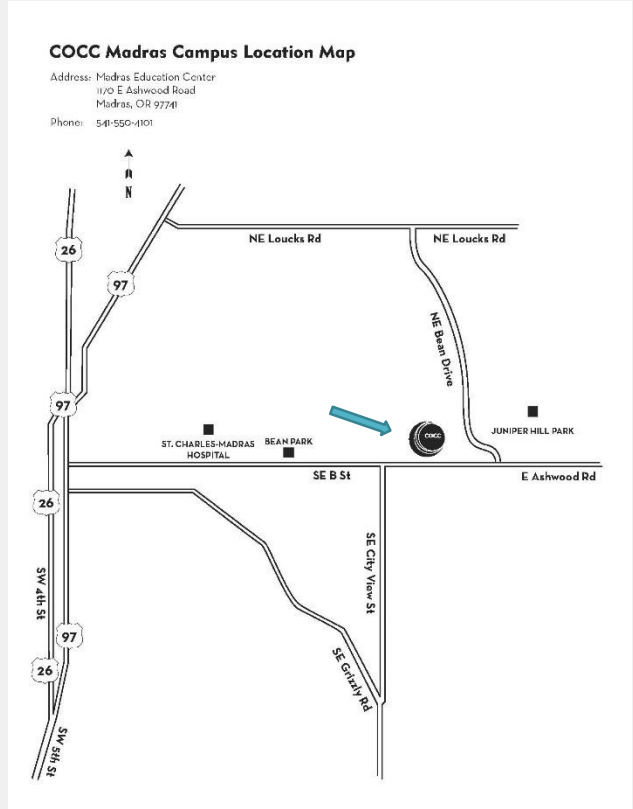 COCC Madras Campus Location Map
Address: Madras Education Center
1170 E Ashwood Road
Madras, OR 97741
Phone: 541-550-4101
N
26
97
NE Loucks Rd
NE Loucks Rd
NE Bean Drive
97
ST. CHARLES-MADRAS
HOSPITAL
BEAN PARK
COCC
JUNIPER HILL PARK
SE B St
E Ashwood Rd
26
SW 4th St
SE City View St
97
26
SE Grizzly Rd
SW 5th St